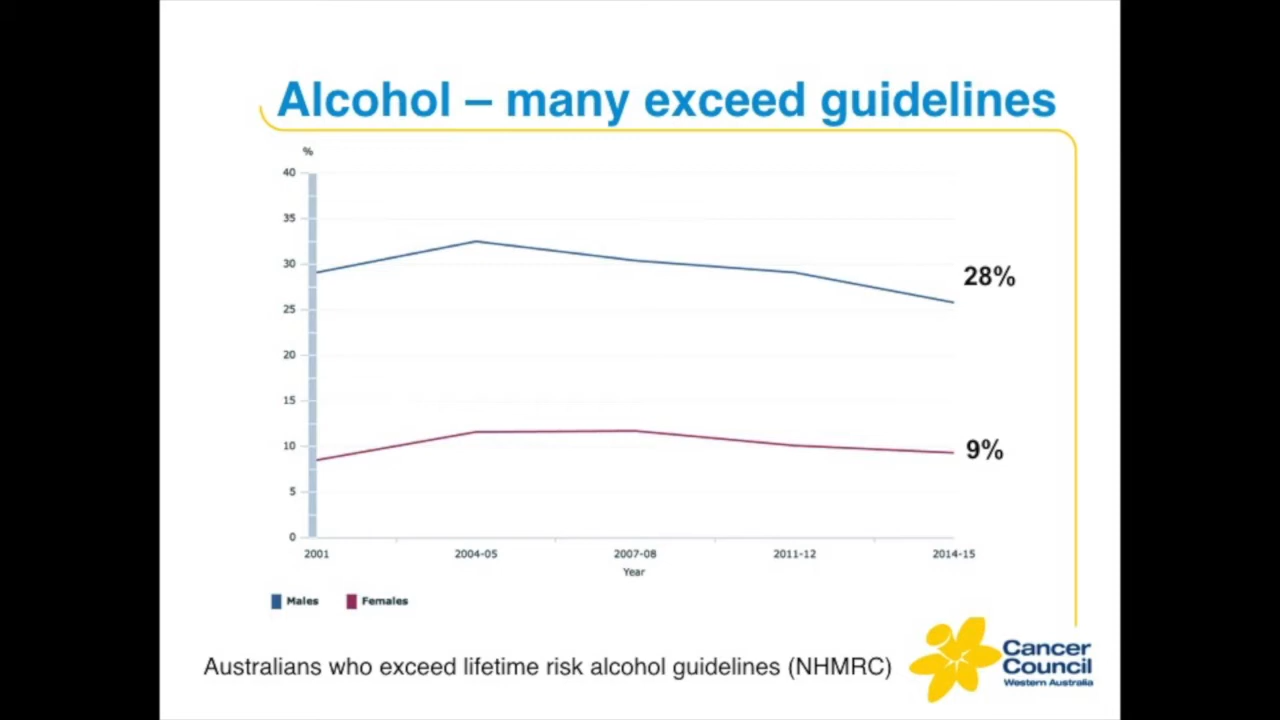 Alcohol – many exceed guidelines
%
40
35
30
25
20
15
10
5
0
28%
9%
2001 2004-05 2007-08 2011-12 2014-15
Year
Males Females
Australians who exceed lifetime risk alcohol guidelines (NHMRC)
Cancer
Council
Western Australia